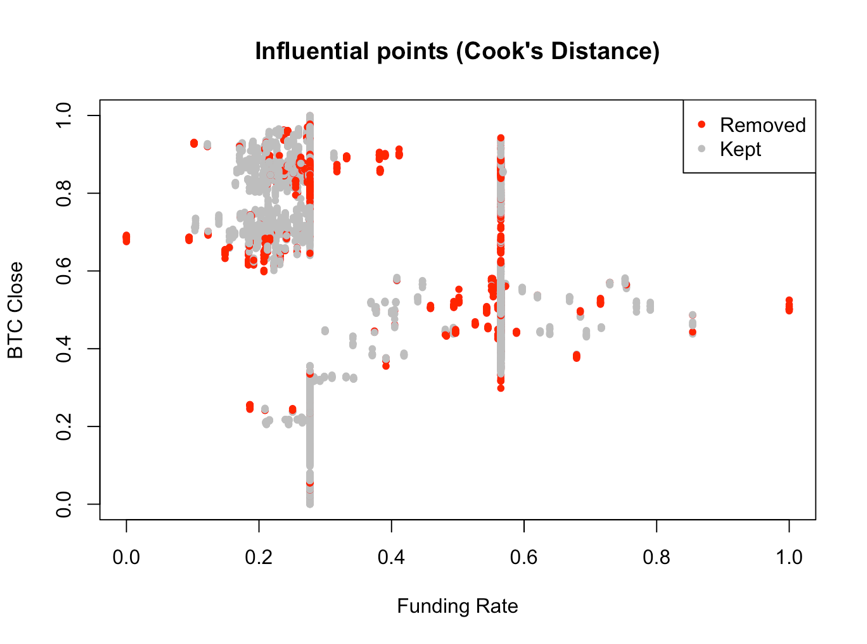 Influential points (Cook's Distance)
Removed
Kept
BTC Close
0.0
0.2
0.4
0.6
0.8
1.0
0.0
0.2
0.4
0.6
0.8
1.0
Funding Rate